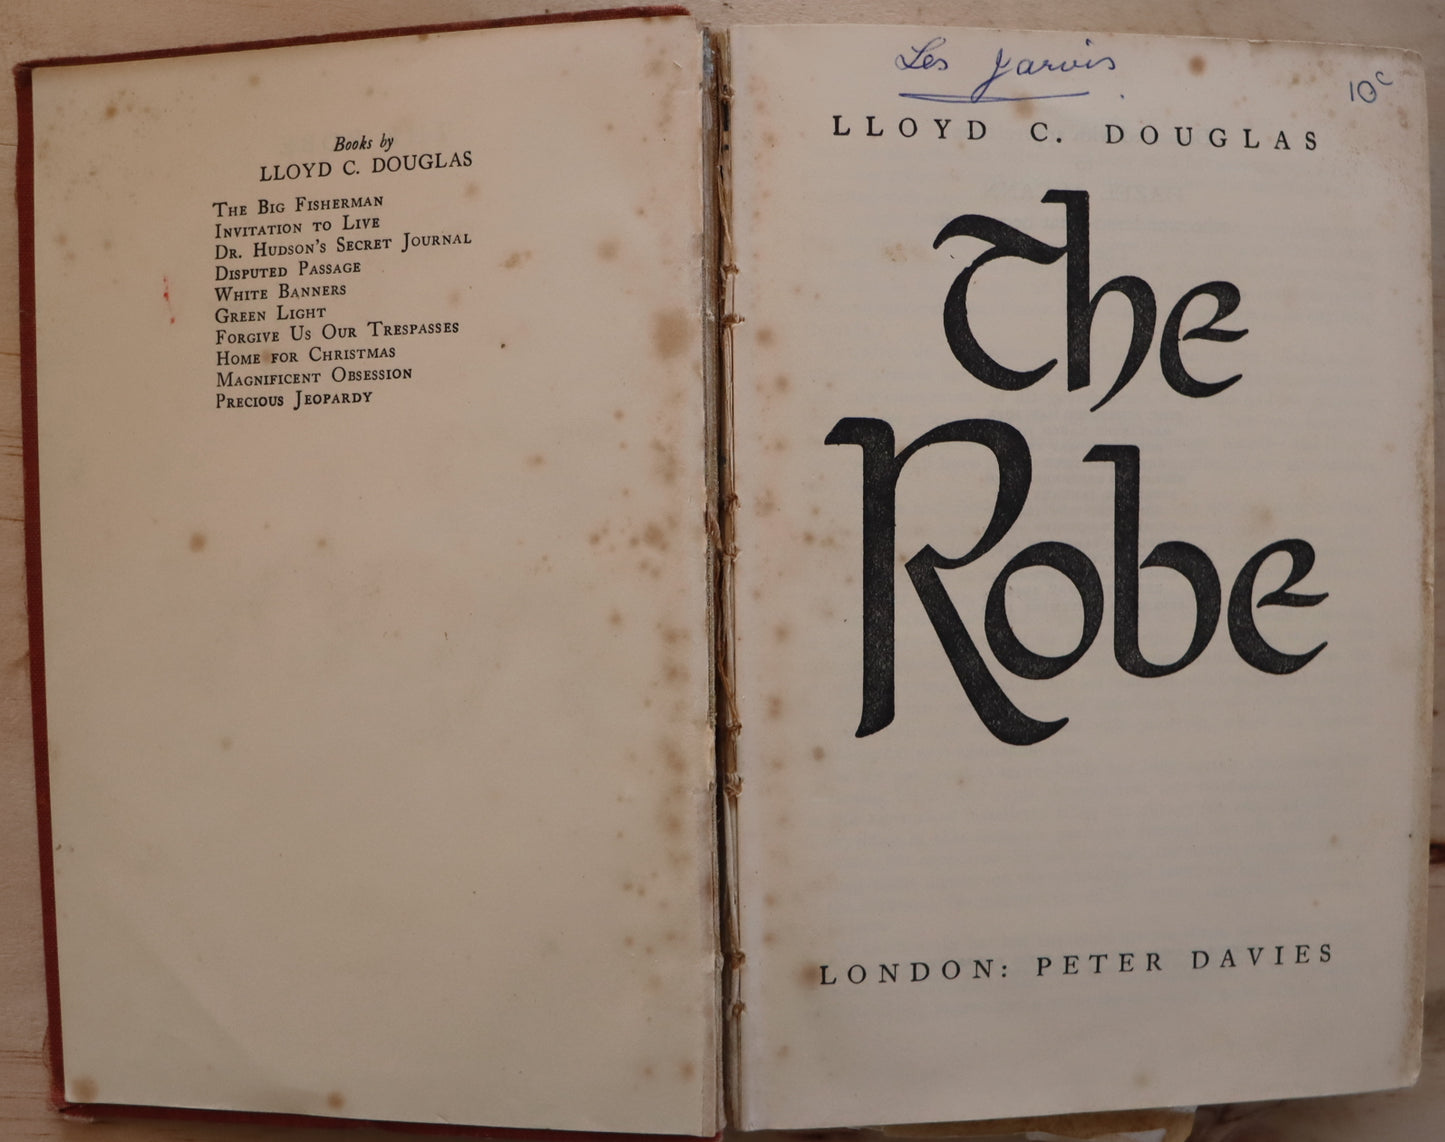 Books by
LLOYD C. DOUGLAS
THE BIG FISHERMAN
INVITATION TO LIVE
DR. HUDSON'S SECRET JOURNAL
DISPUTED PASSAGE
WHITE BANNERS
GREEN LIGHT
FORGIVE US OUR TRESPASSES
HOME FOR CHRISTMAS
MAGNIFICENT OBSESSION
PRECIOUS JEOPARDY
Les Jarvis
10c
LLOYD C. DOUGLAS
The
Robe
LONDON: PETER DAVIES